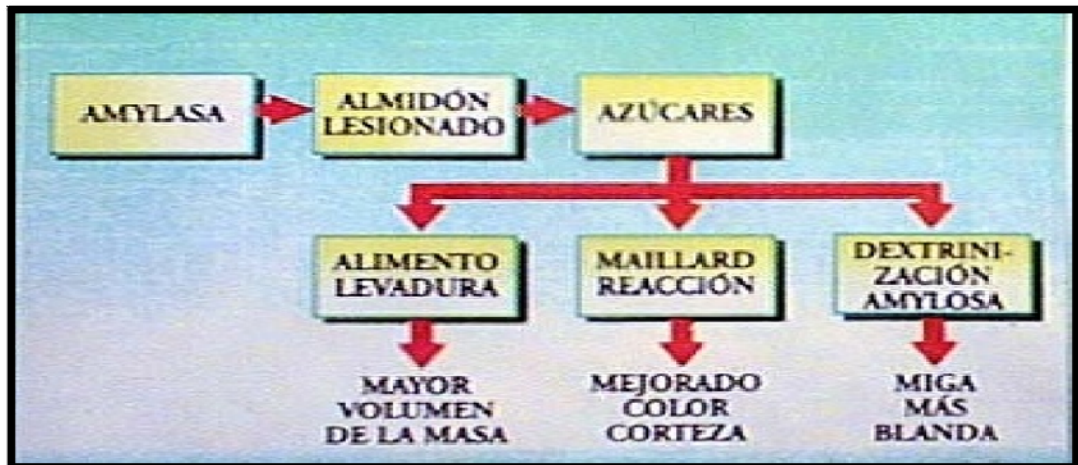 AMYLASA
ALMIDÓN
LESIONADO
AZÚCARES
ALIMENTO
LEVADURA
MAILLARD
REACCIÓN
DEXTRINI-
ZACIÓN
AMYLOSA
MAYOR
VOLUMEN
DE LA MASA
MEJORADO
COLOR
CORTEZA
MIGA
MÁS
BLANDA